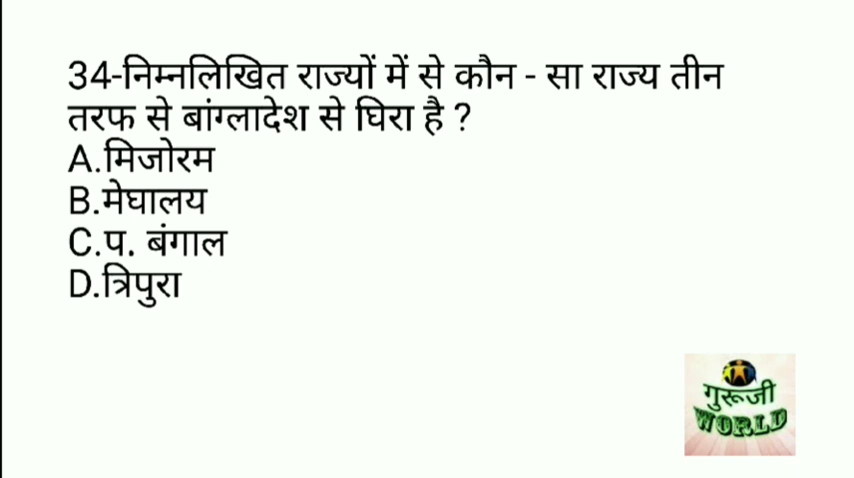 34-निम्नलिखित राज्यों में से कौन - सा राज्य तीन
तरफ से बांग्लादेश से घिरा है ?
A.मिजोरम
B.मेघालय
C.प. बंगाल
D.त्रिपुरा
गुरूजी
WORLD